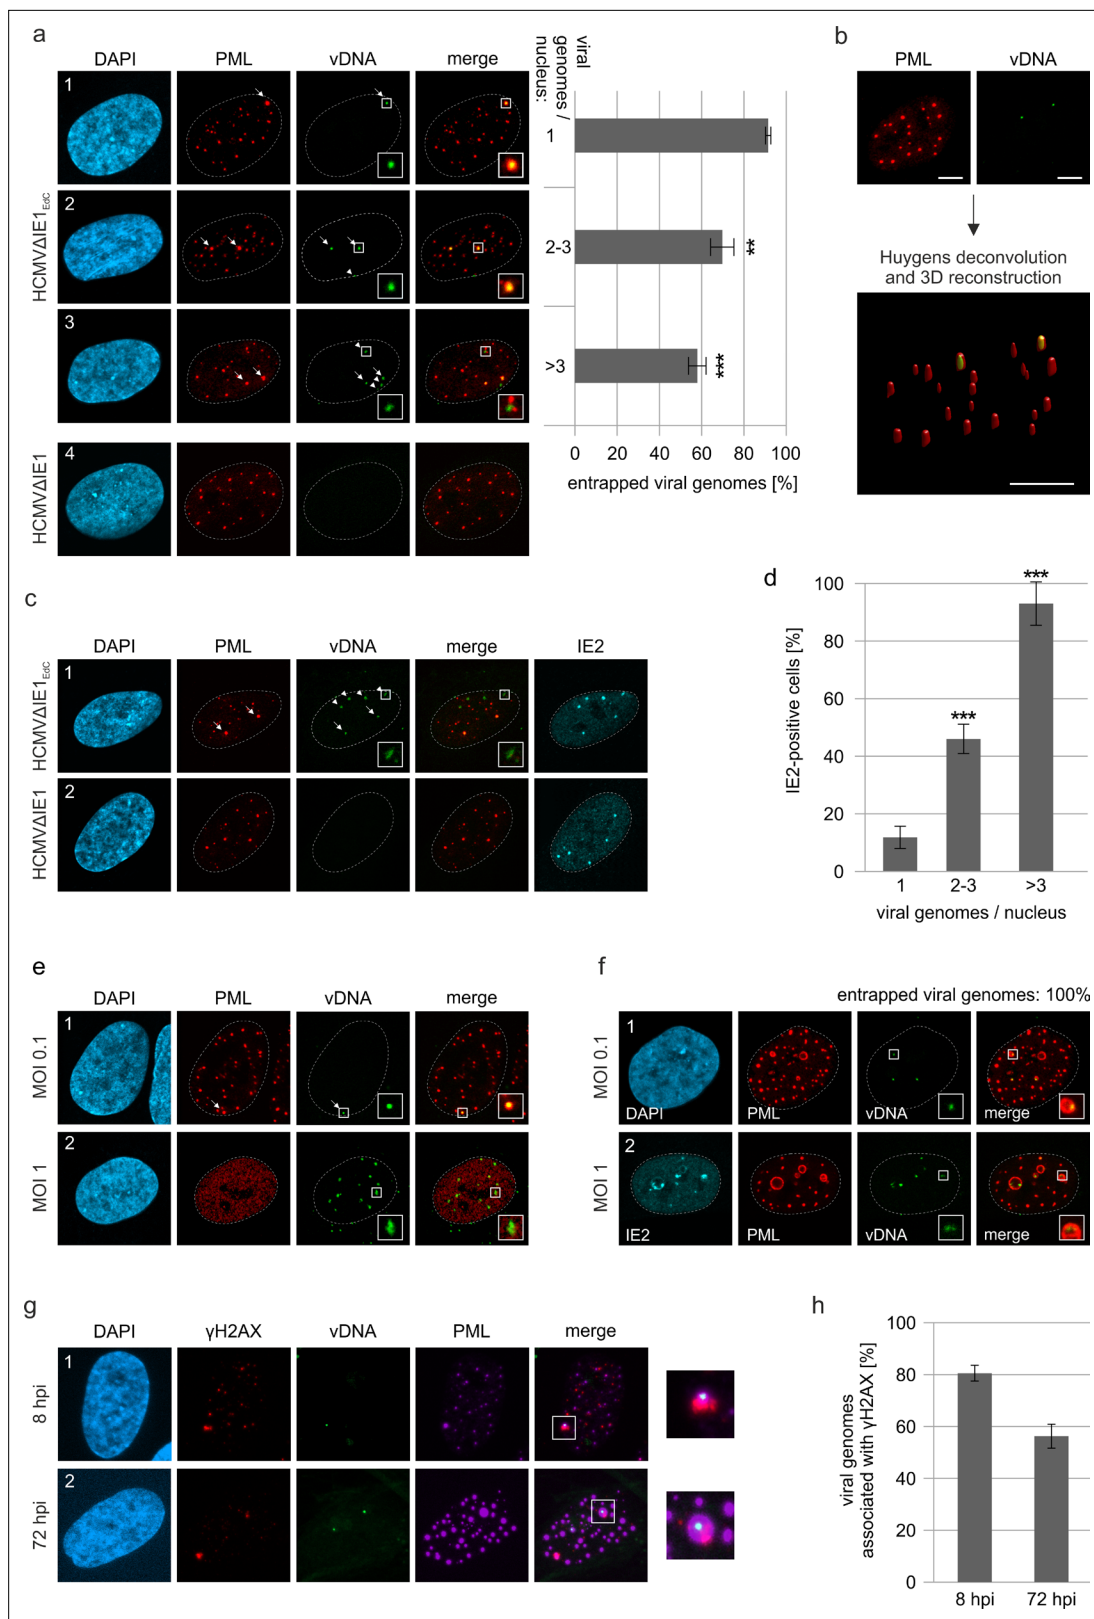 a
DAPI PML vDNA merge
HCMVΔIE1EdC
1
2
3
HCMVΔIE1
4
viral genomes / nucleus:
1
2-3
**
>3
***
0 20 40 60 80 100
entrapped viral genomes [%]
b
PML vDNA
Huygens deconvolution
and 3D reconstruction
c
DAPI PML vDNA merge IE2
HCMVΔIE1EdC
1
HCMVΔIE1
2
d
IE2-positive cells [%]
100
80
60
40
20
0
***
***
1 2-3 >3
viral genomes / nucleus
e
DAPI PML vDNA merge
MOI 0.1
1
MOI 1
2
f
entrapped viral genomes: 100%
MOI 0.1
1
DAPI PML vDNA merge
MOI 1
2
IE2 PML vDNA merge
g
DAPI γH2AX vDNA PML merge
8 hpi
1
72 hpi
2
h
viral genomes
associated with γH2AX [%]
100
80
60
40
20
0
8 hpi 72 hpi